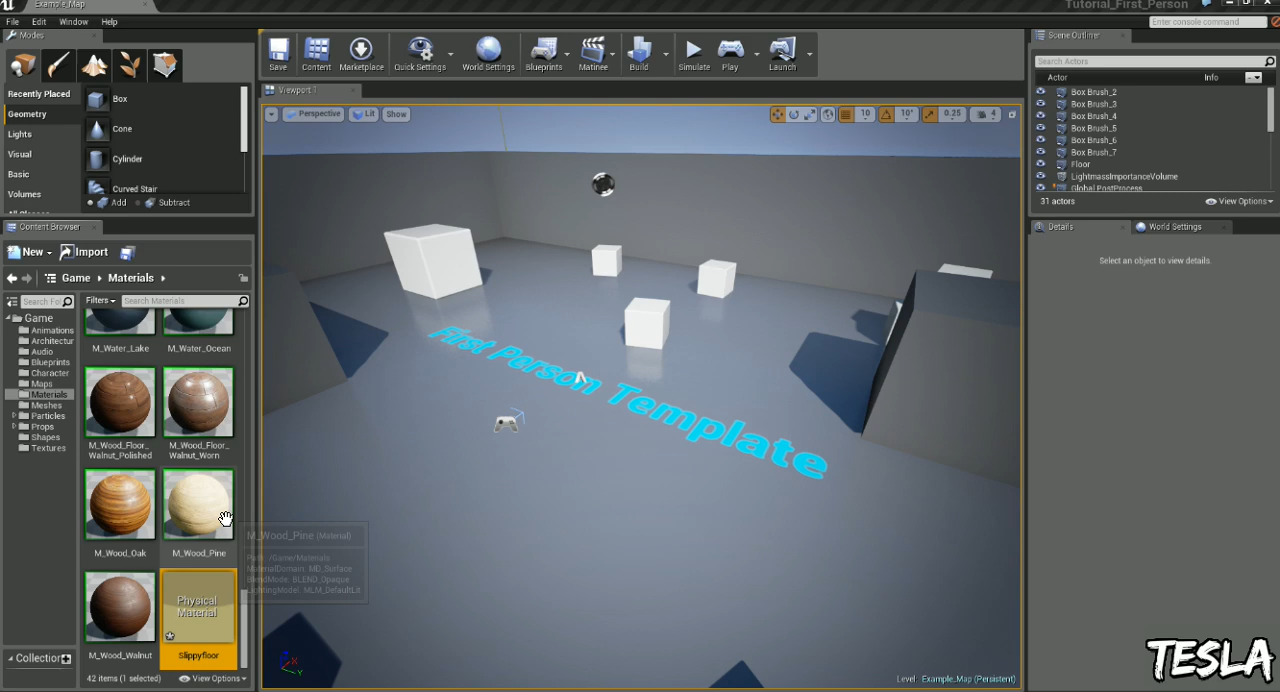 Example_Map
Tutorial_First_Person
File Edit Window Help
Enter console command
Modes
Save Content Marketplace Quick Settings World Settings Blueprints Matinee Build Simulate Play Launch
Recently Placed
Geometry
Lights
Visual
Basic
Volumes
Box
Cone
Cylinder
Curved Stair
Add Subtract
Content Browser
New Import
Game Materials
Search Fo
Filters Search Materials
Game
Animations
Architectur
Audio
Blueprints
Character
Maps
Materials
Meshes
Particles
Props
Shapes
Textures
Collection
M_Water_Lake M_Water_Ocean
M_Wood_Floor_ M_Wood_Floor_
Walnut_Polished Walnut_Worn
M_Wood_Oak M_Wood_Pine
Physical
Material
M_Wood_Walnut Slippyfloor
42 items (1 selected) View Options
M_Wood_Pine (Material)
Path: /Game/Materials
MaterialDomain: MD_Surface
BlendMode: BLEND_Opaque
LightingModel: MLM_DefaultLit
Viewport 1
Perspective Lit Show
10 10° 0.25 4
First Person Template
Level: Example_Map (Persistent)
Scene Outliner
Search Actors
Actor Info
Box Brush_2
Box Brush_3
Box Brush_4
Box Brush_5
Box Brush_6
Box Brush_7
Floor
LightmassImportanceVolume
Global PostProcess
31 actors View Options
Details World Settings
Select an object to view details.
TESLA